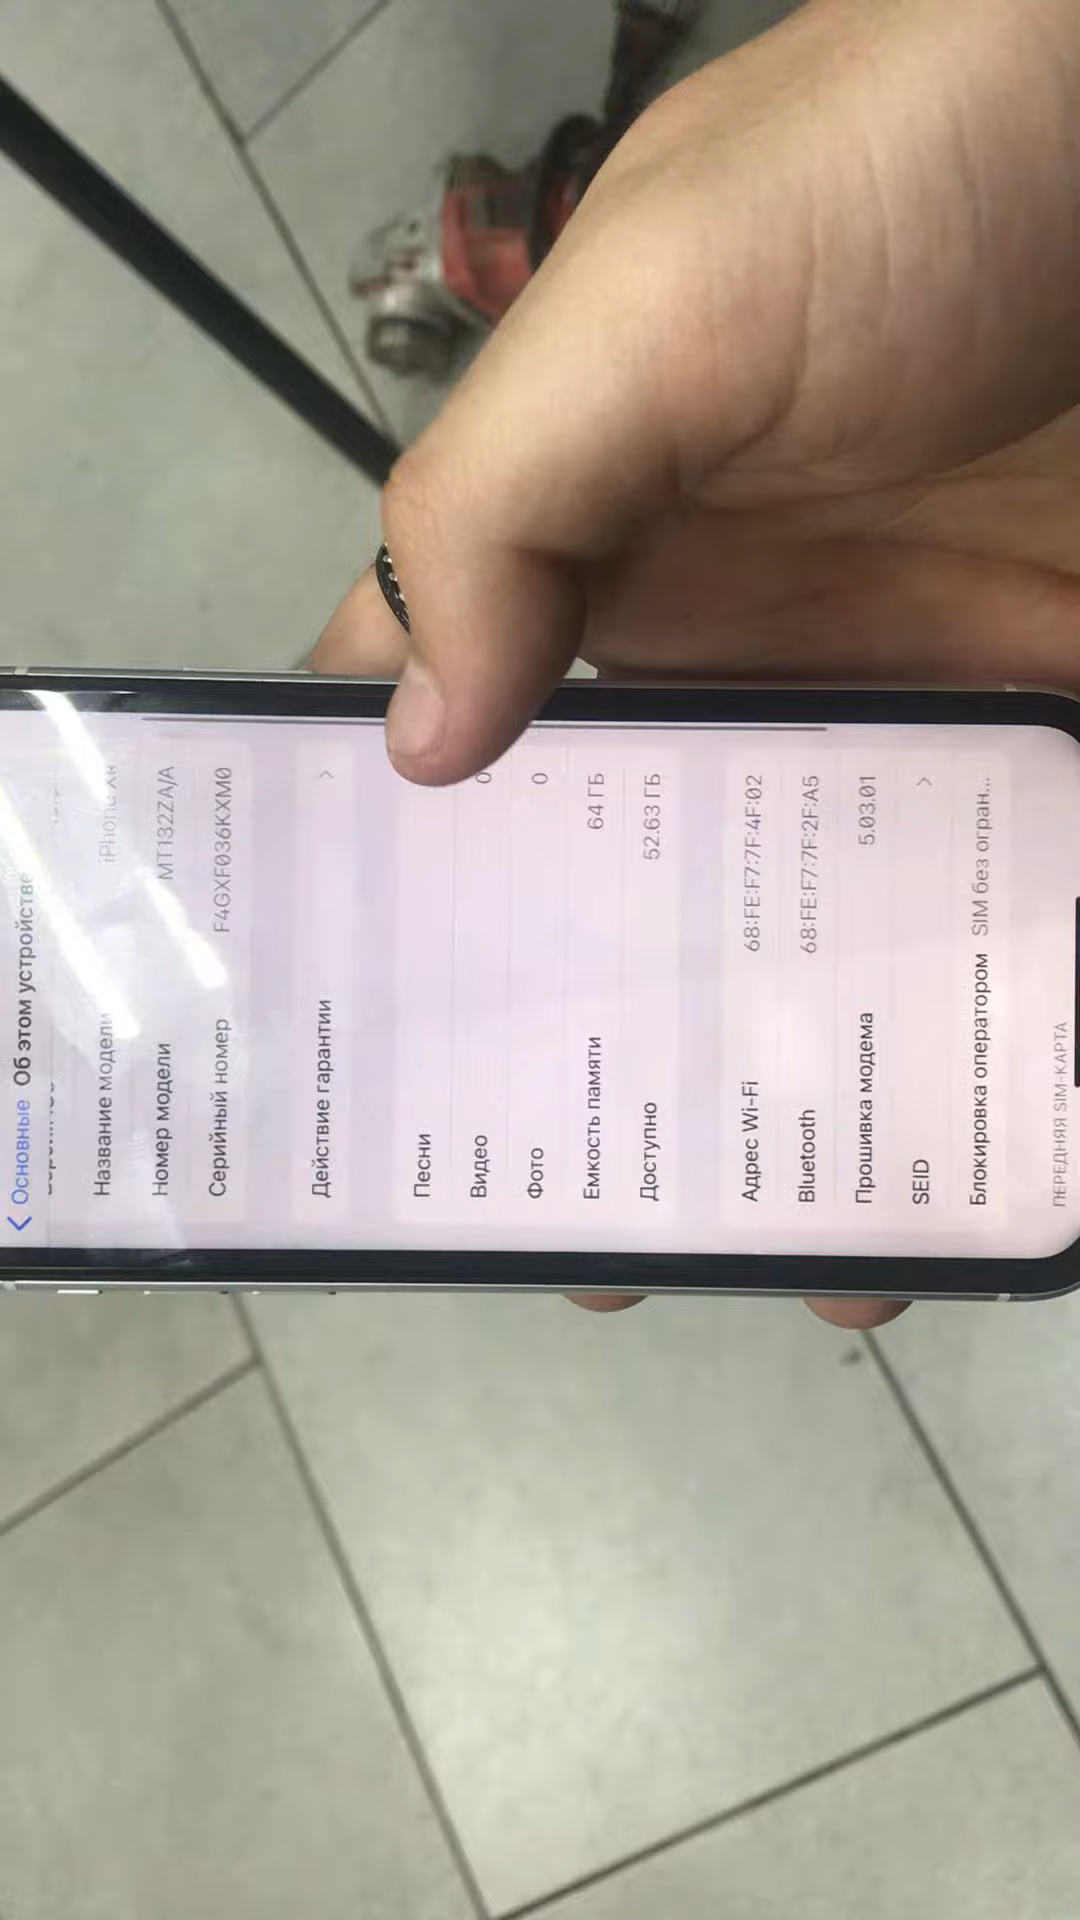 Основные
Об этом устройстве
Название модели iPhone XR
Номер модели MT132ZA/A
Серийный номер F4GXF036KXM0
Действие гарантии
Песни
Видео 0
Фото 0
Емкость памяти 64 ГБ
Доступно 52.63 ГБ
Адрес Wi-Fi 68:FE:F7:7F:4F:02
Bluetooth 68:FE:F7:7F:2F:A5
Прошивка модема 5.03.01
SEID
Блокировка оператором SIM без огран...
ПЕРЕДНЯЯ SIM-КАРТА